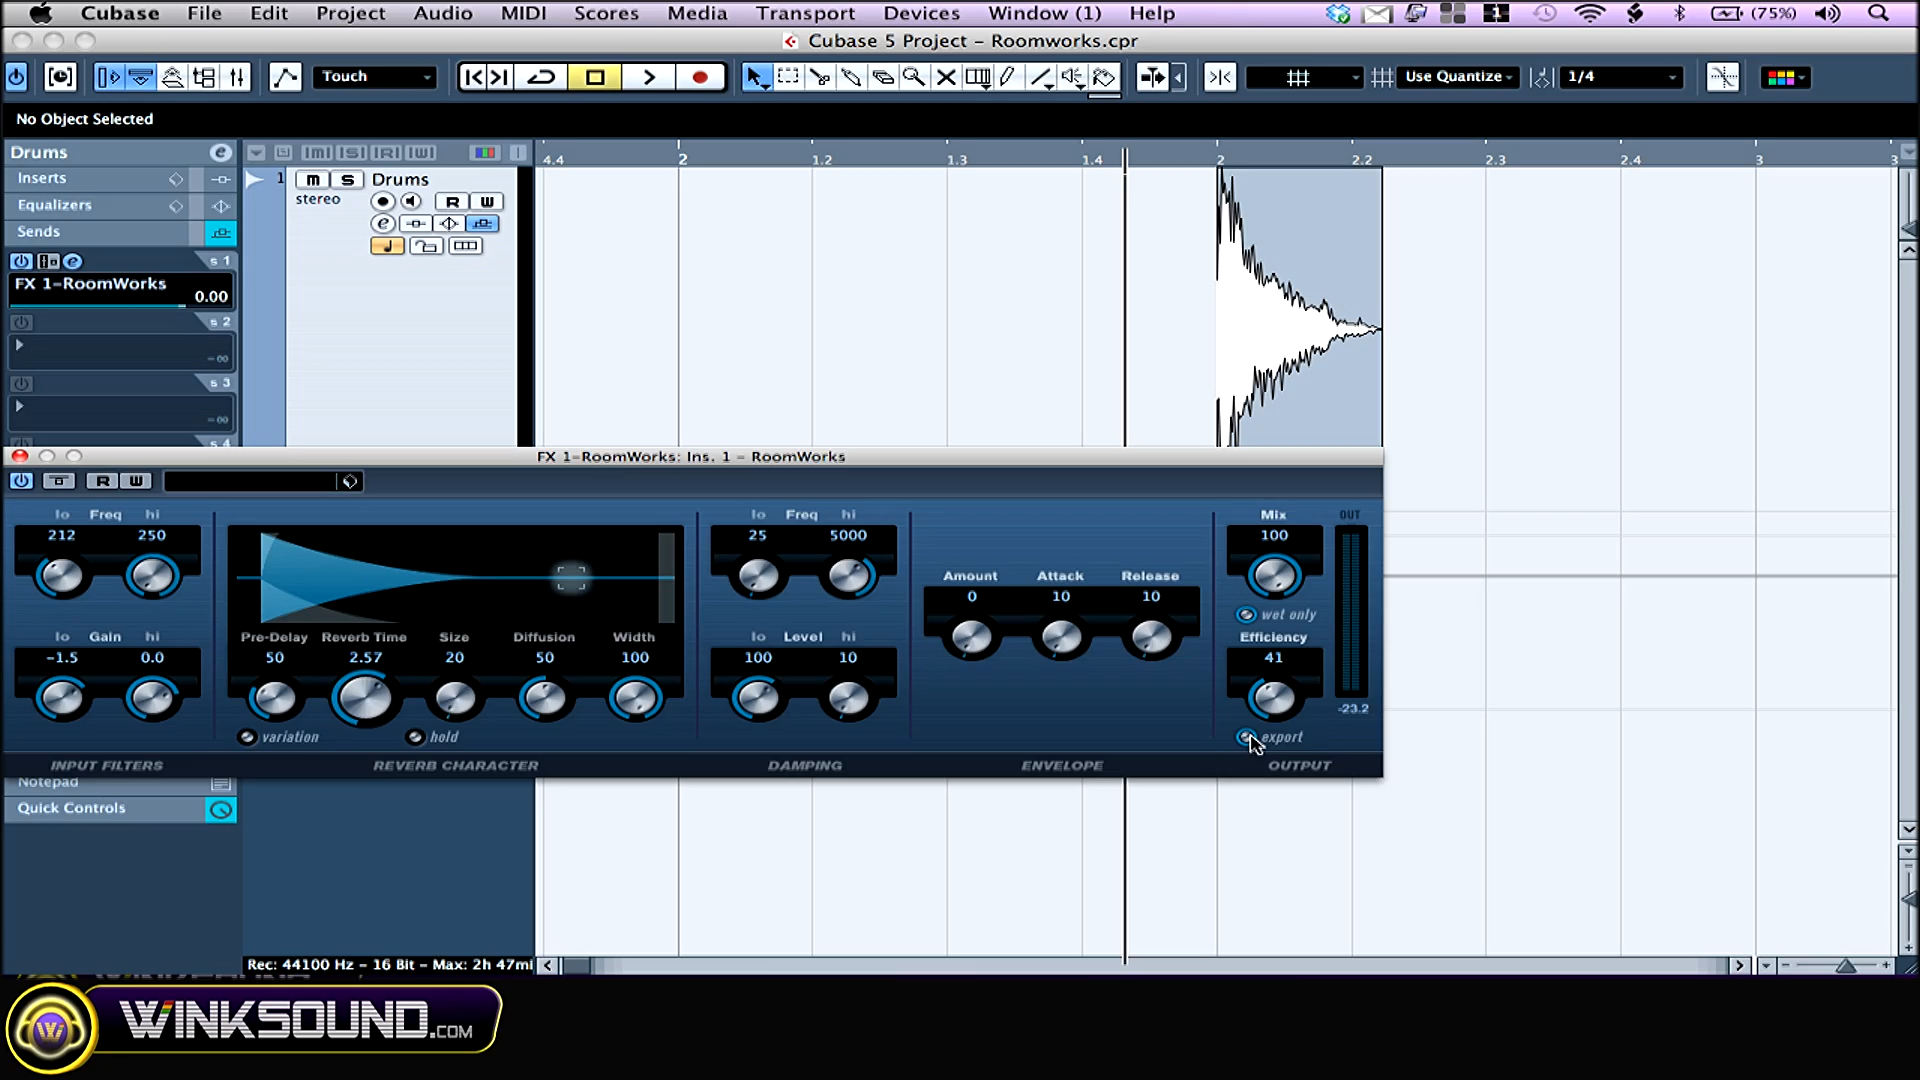 Cubase File Edit Project Audio MIDI Scores Media Transport Devices Window (1) Help 1 (75%)
Cubase 5 Project – Roomworks.cpr
Touch Use Quantize 1/4
No Object Selected
Drums e M S R W 4.4 2 1.2 1.3 1.4 2 2.2 2.3 2.4 3 3
Inserts 1 m S Drums
Equalizers stereo R W
Sends e
e s 1
FX 1–RoomWorks
0.00
s 2
-oo
s 3
-oo
s 4
FX 1–RoomWorks: Ins. 1 – RoomWorks
R W
lo Freq hi lo Freq hi Mix OUT
212 250 25 5000 100
Amount Attack Release
0 10 10
wet only
lo Gain hi Pre-Delay Reverb Time Size Diffusion Width lo Level hi Efficiency
-1.5 0.0 50 2.57 20 50 100 100 10 41
-23.2
variation hold export
INPUT FILTERS REVERB CHARACTER DAMPING ENVELOPE OUTPUT
Notepad
Quick Controls
Rec: 44100 Hz – 16 Bit – Max: 2h 47mi
W WINKSOUND.COM